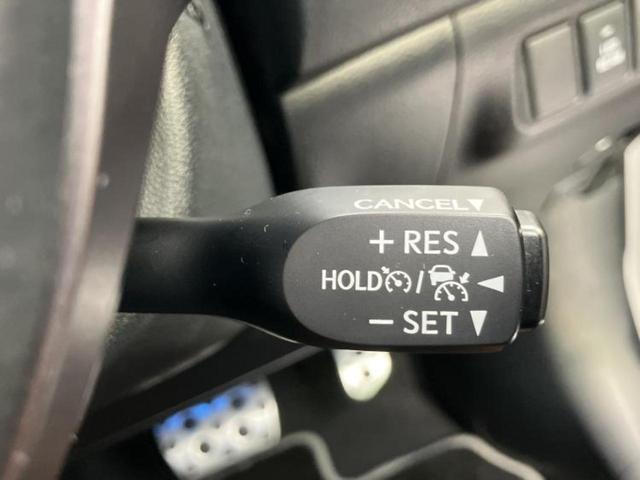 CANCEL▼
+ RES ▲
HOLD / ◀
− SET ▼